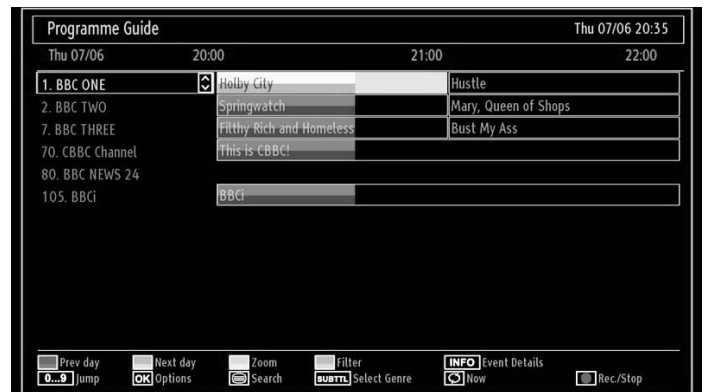 Programme Guide Thu 07/06 20:35
Thu 07/06 20:00 21:00 22:00
1. BBC ONE Holby City Hustle
2. BBC TWO Springwatch Mary, Queen of Shops
7. BBC THREE Filthy Rich and Homeless Bust My Ass
70. CBBC Channel This is CBBC!
80. BBC NEWS 24
105. BBCi BBCi
Prev day Next day Zoom Filter INFO Event Details
0...9 Jump OK Options Search SUBTTL Select Genre Now Rec./Stop